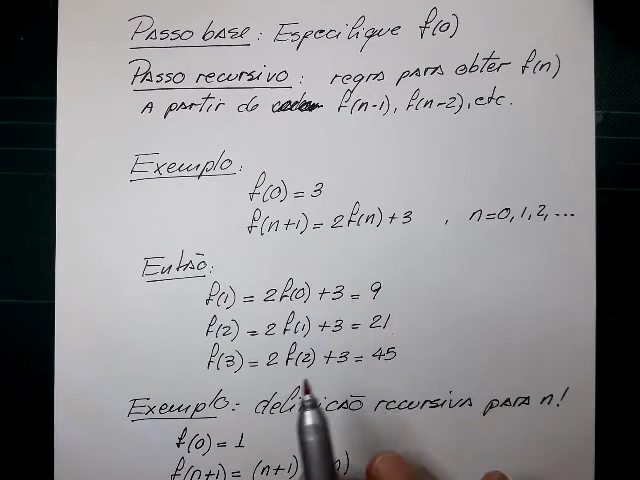 Passo base: Especifique f(0)
Passo recursivo: regra para obter f(n)
a partir de f(n-1), f(n-2), etc.
Exemplo:
f(0) = 3
f(n+1) = 2f(n) + 3 , n = 0, 1, 2, ...
Então:
f(1) = 2f(0) + 3 = 9
f(2) = 2f(1) + 3 = 21
f(3) = 2f(2) + 3 = 45
Exemplo: definição recursiva para n!
f(0) = 1
f(n+1) = (n+1) n)